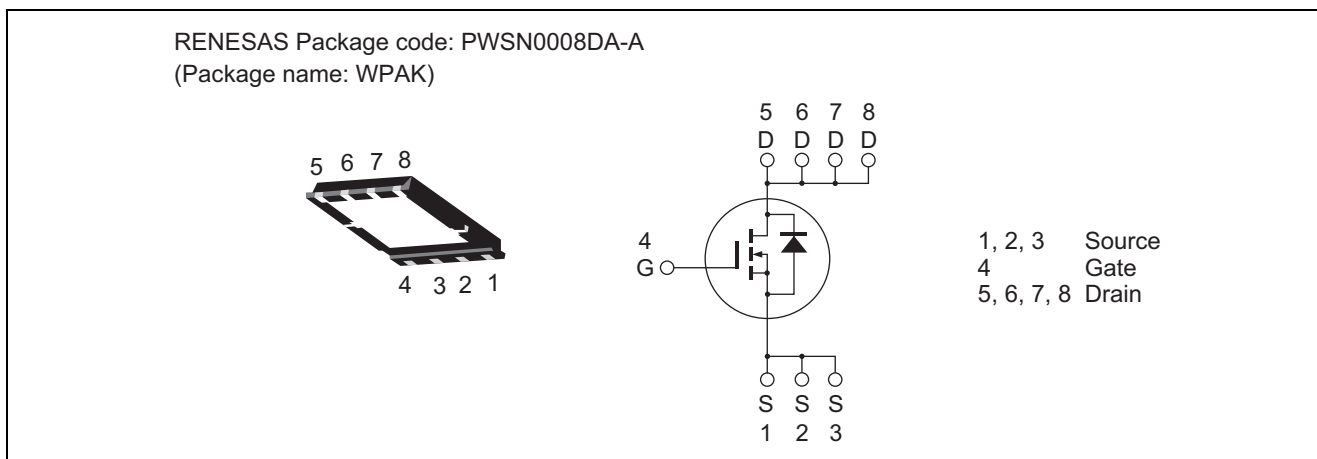 RENESAS Package code: PWSN0008DA-A
(Package name: WPAK)
5 6 7 8
4 3 2 1
5 6 7 8
D D D D
4
G
S S S
1 2 3
1, 2, 3 Source
4 Gate
5, 6, 7, 8 Drain